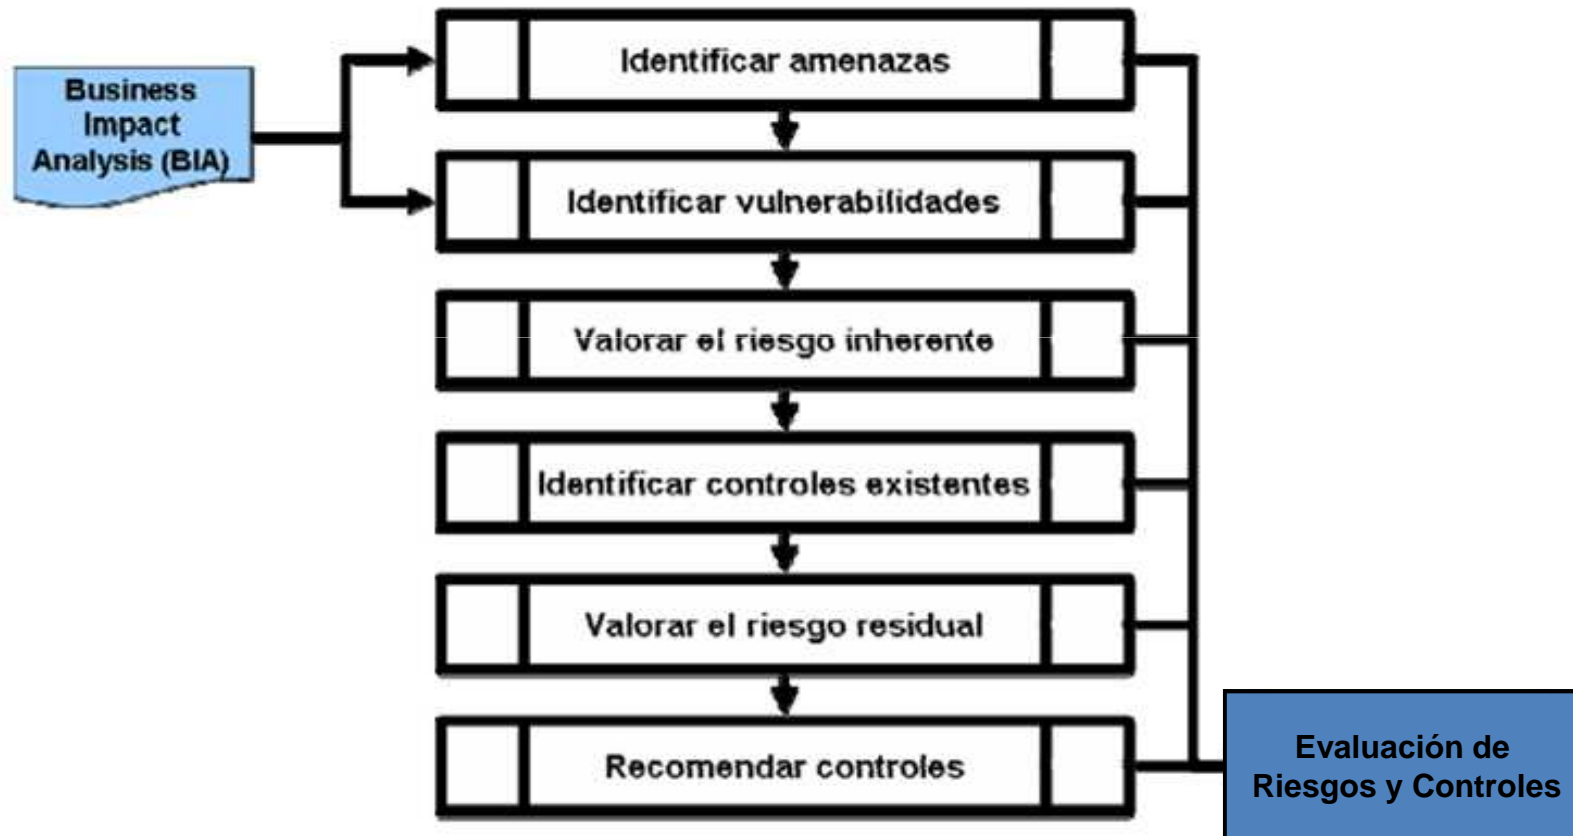 Business
Impact
Analysis (BIA)
Identificar amenazas
Identificar vulnerabilidades
Valorar el riesgo inherente
Identificar controles existentes
Valorar el riesgo residual
Recomendar controles
Evaluación de
Riesgos y Controles